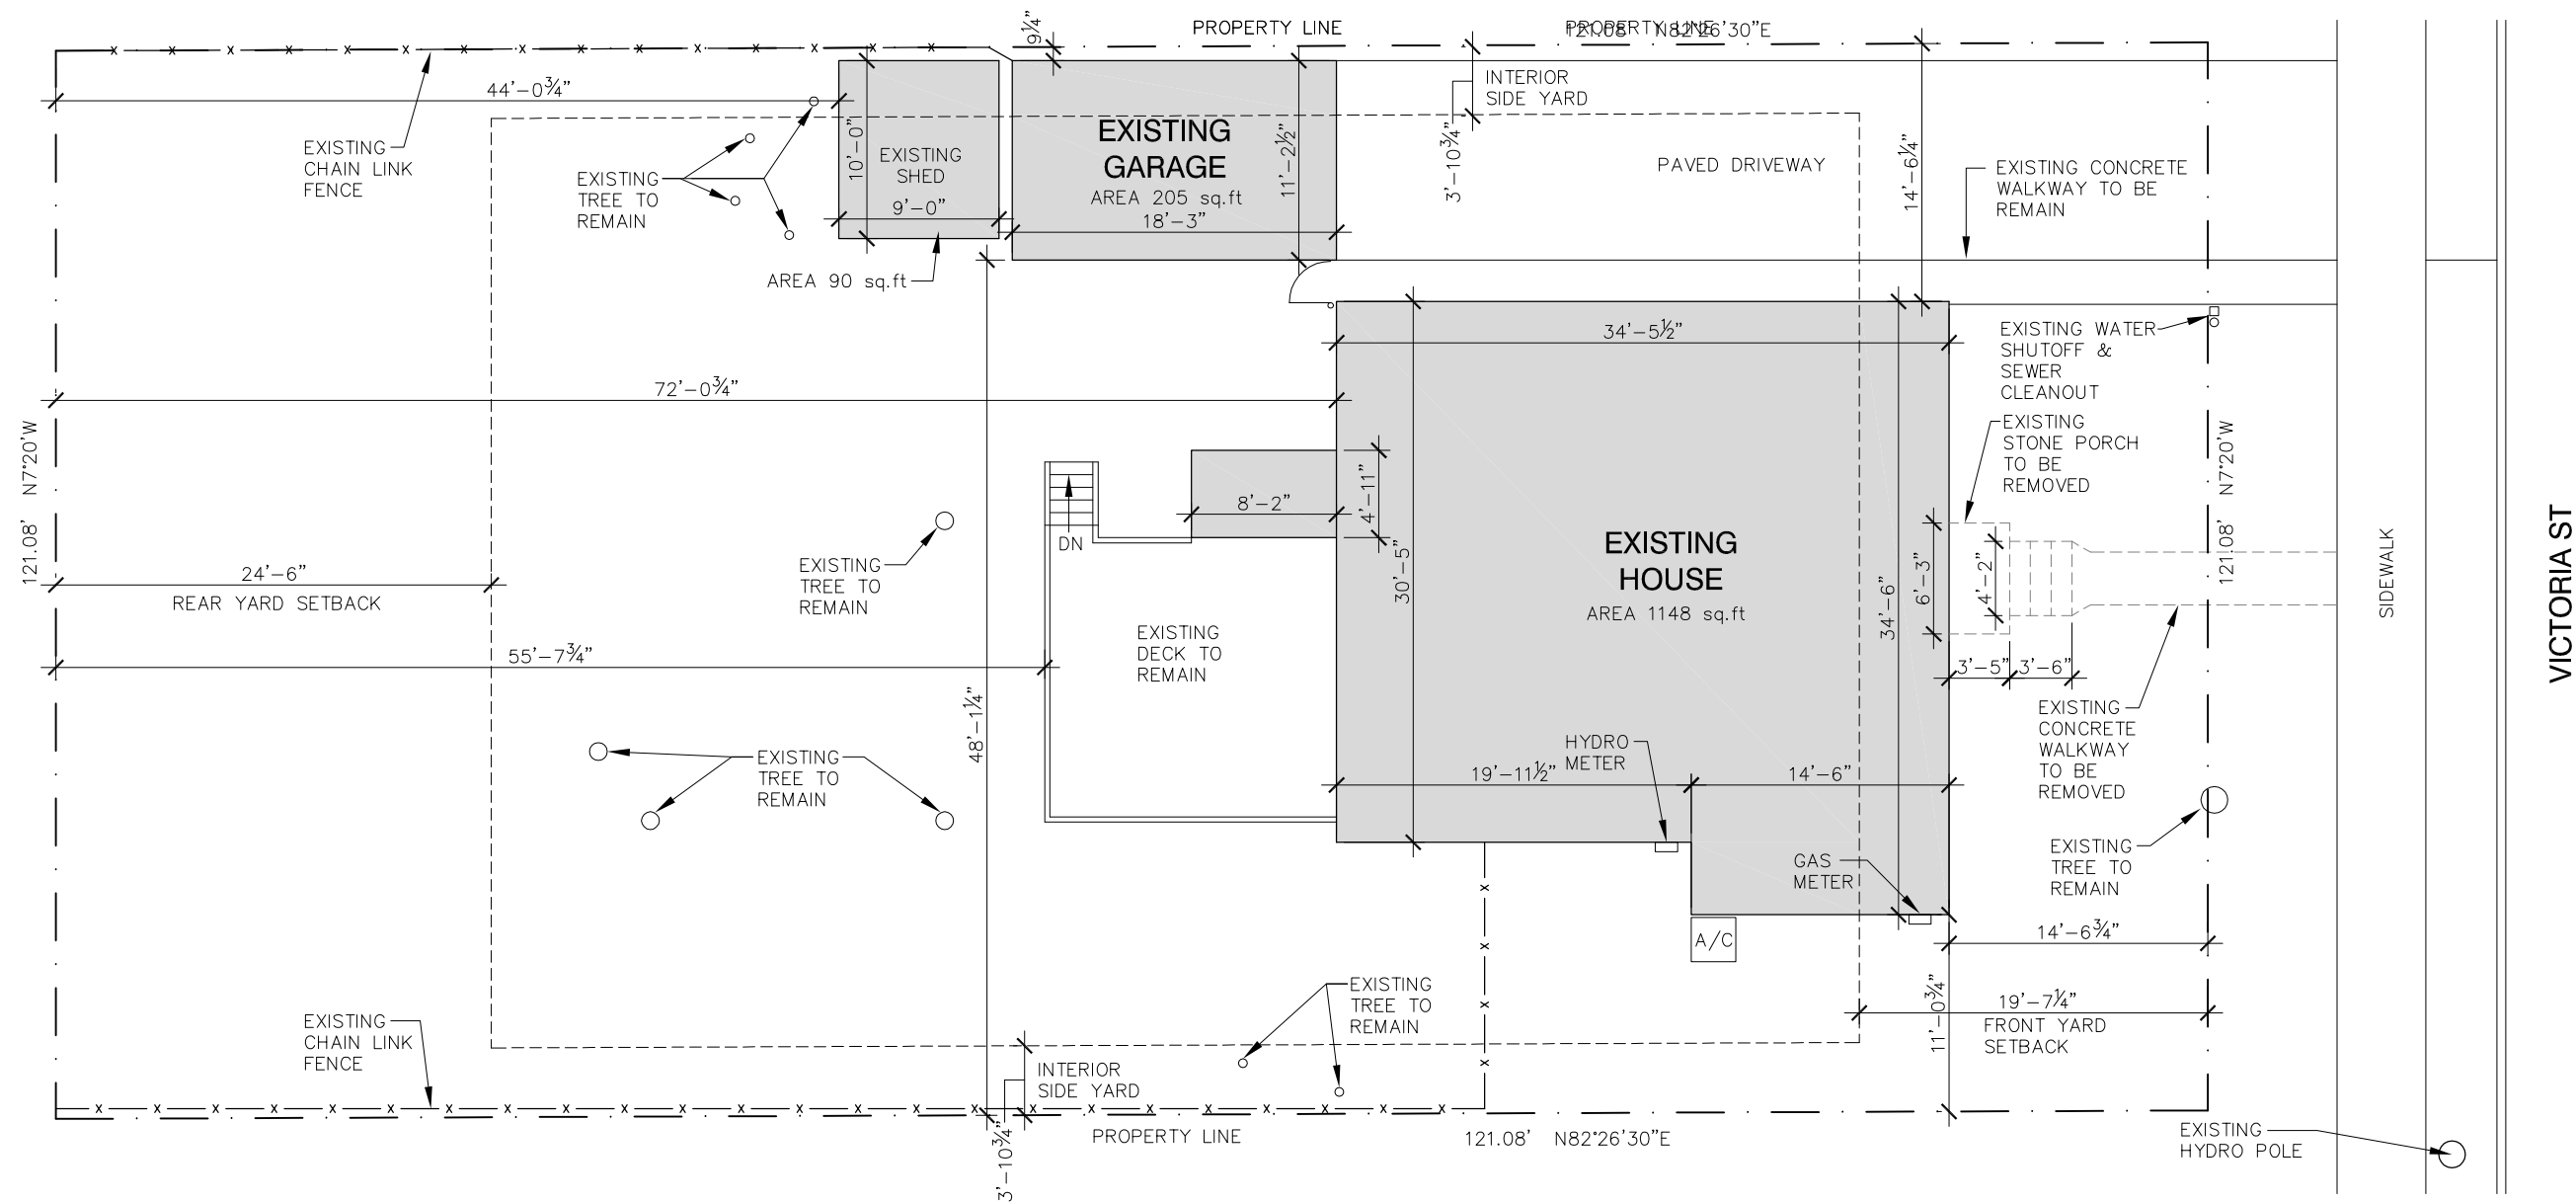 9¼"
PROPERTY LINE
PROPERTY LINE
121.08' N82°26'30"E
44'-0¾"
EXISTING
CHAIN LINK
FENCE
EXISTING
TREE TO
REMAIN
10'-0"
EXISTING
SHED
9'-0"
AREA 90 sq.ft
EXISTING
GARAGE
AREA 205 sq.ft
18'-3"
11'-2½"
INTERIOR
SIDE YARD
3'-10¾"
PAVED DRIVEWAY
14'-6¼"
EXISTING CONCRETE
WALKWAY TO BE
REMAIN
34'-5½"
EXISTING WATER
SHUTOFF &
SEWER
CLEANOUT
72'-0¾"
EXISTING
STONE PORCH
TO BE
REMOVED
121.08' N7°20'W
121.08' N7°20'W
8'-2"
4'-11"
DN
EXISTING
TREE TO
REMAIN
24'-6"
REAR YARD SETBACK
30'-5"
EXISTING
HOUSE
AREA 1148 sq.ft
34'-6"
6'-3"
4'-2"
SIDEWALK
VICTORIA ST
55'-7¾"
EXISTING
DECK TO
REMAIN
3'-5"
3'-6"
48'-1¼"
EXISTING
CONCRETE
WALKWAY
TO BE
REMOVED
HYDRO
METER
19'-11½"
14'-6"
EXISTING
TREE TO
REMAIN
GAS
METER
EXISTING
TREE TO
REMAIN
A/C
14'-6¾"
EXISTING
TREE TO
REMAIN
11'-0¾"
19'-7¼"
FRONT YARD
SETBACK
EXISTING
CHAIN LINK
FENCE
INTERIOR
SIDE YARD
3'-10¾"
PROPERTY LINE
121.08' N82°26'30"E
EXISTING
HYDRO POLE